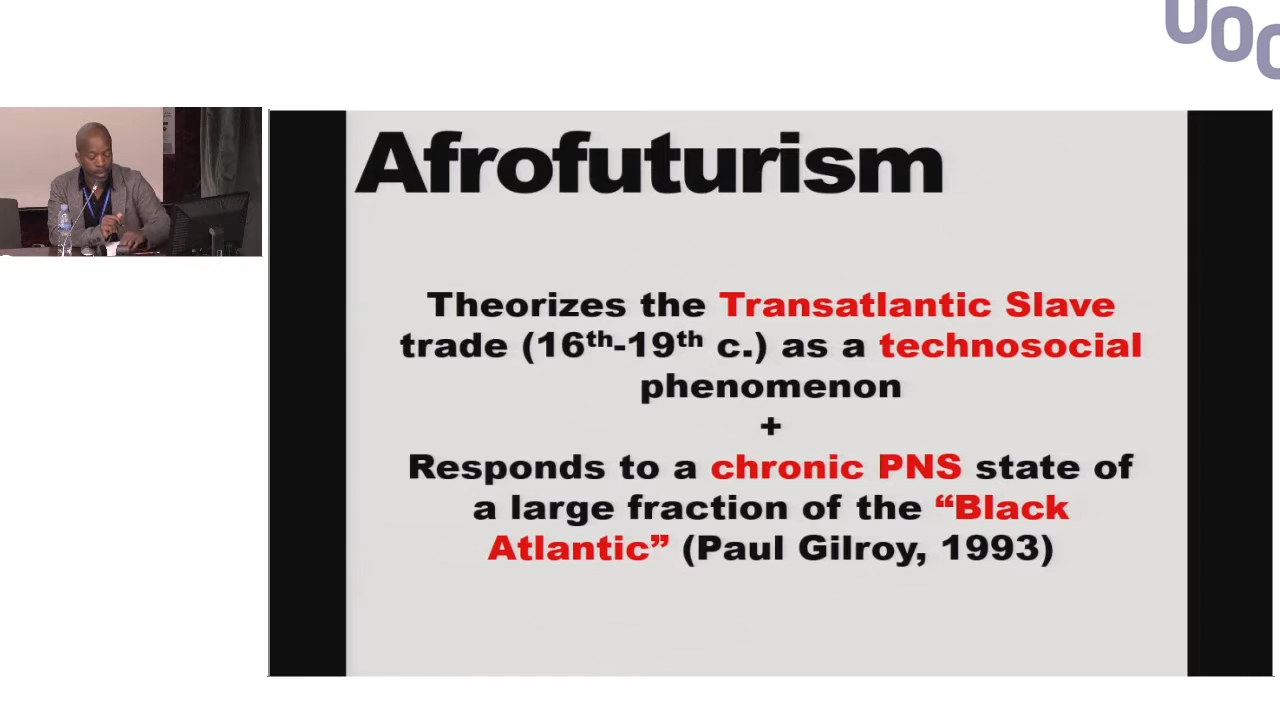 UOC
Afrofuturism
Theorizes the Transatlantic Slave
trade (16th-19th c.) as a technosocial
phenomenon
+
Responds to a chronic PNS state of
a large fraction of the “Black
Atlantic” (Paul Gilroy, 1993)